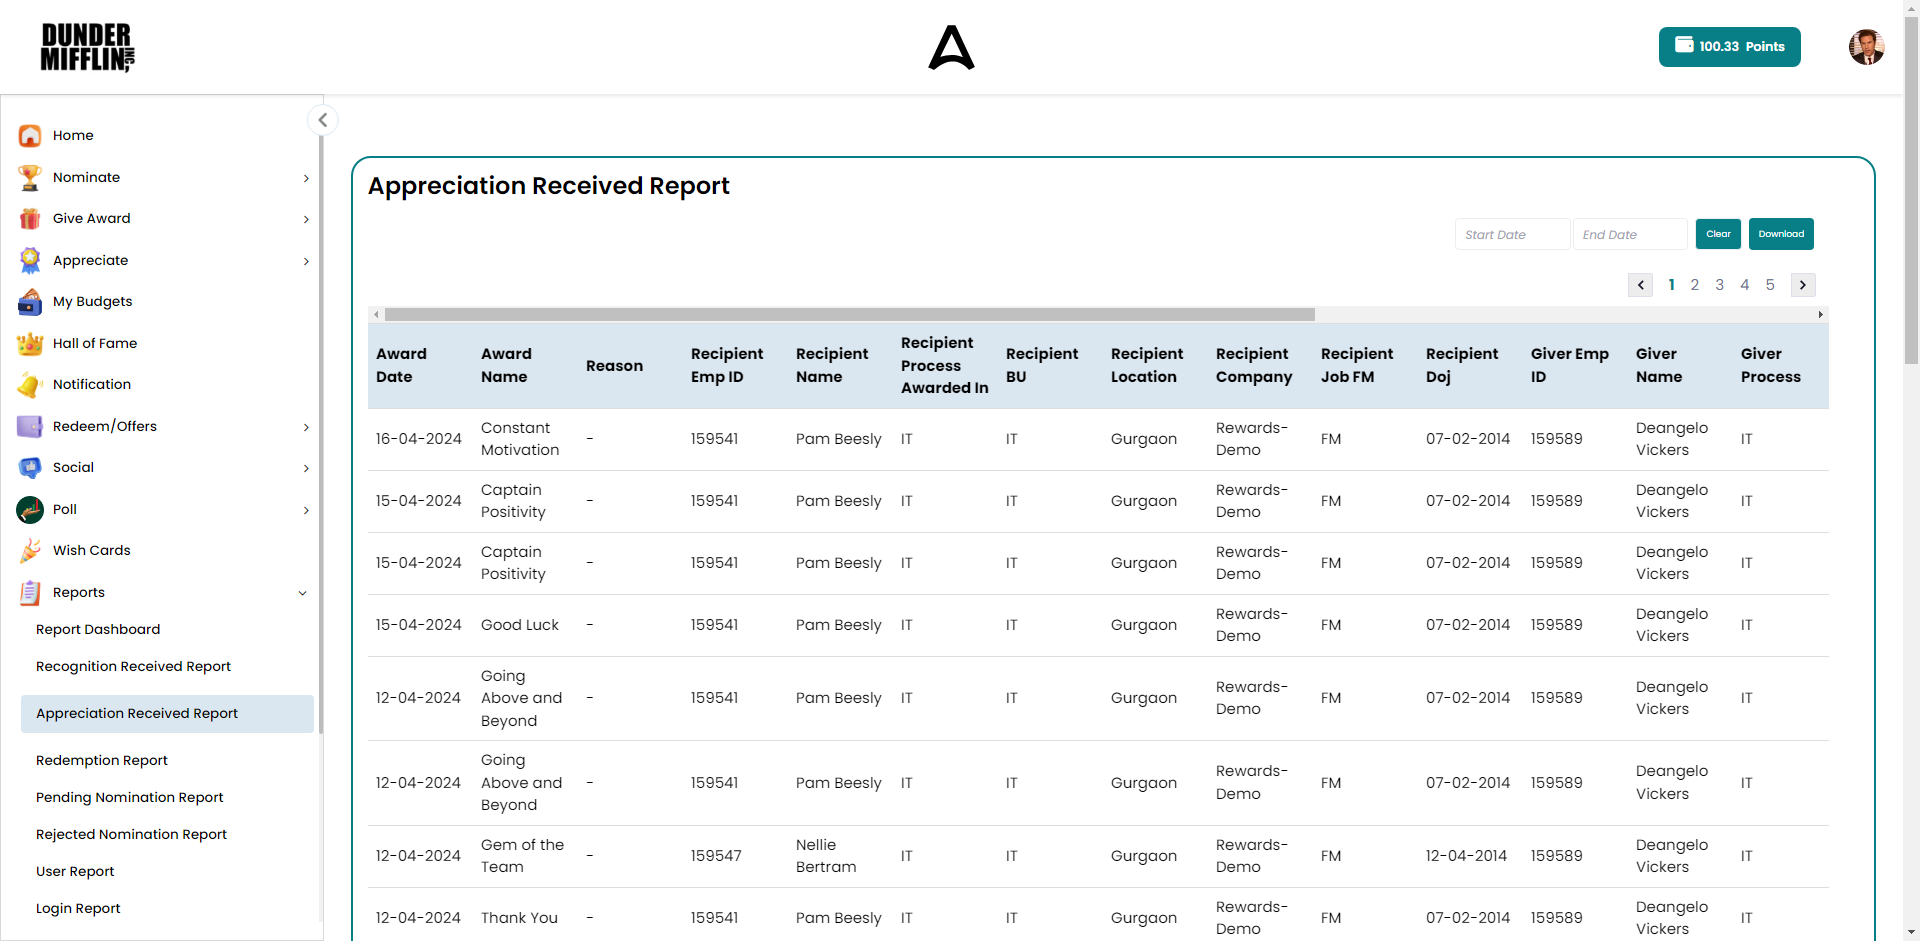 DUNDER
MIFFLIN INC,
100.33 Points
Home
Nominate
Give Award
Appreciate
My Budgets
Hall of Fame
Notification
Redeem/Offers
Social
Poll
Wish Cards
Reports
Report Dashboard
Recognition Received Report
Appreciation Received Report
Redemption Report
Pending Nomination Report
Rejected Nomination Report
User Report
Login Report
Appreciation Received Report
Start Date End Date Clear Download
1 2 3 4 5
Award Date Award Name Reason Recipient Emp ID Recipient Name Recipient Process Awarded In Recipient BU Recipient Location Recipient Company Recipient Job FM Recipient Doj Giver Emp ID Giver Name Giver Process
16-04-2024 Constant Motivation - 159541 Pam Beesly IT IT Gurgaon Rewards-Demo FM 07-02-2014 159589 Deangelo Vickers IT
15-04-2024 Captain Positivity - 159541 Pam Beesly IT IT Gurgaon Rewards-Demo FM 07-02-2014 159589 Deangelo Vickers IT
15-04-2024 Captain Positivity - 159541 Pam Beesly IT IT Gurgaon Rewards-Demo FM 07-02-2014 159589 Deangelo Vickers IT
15-04-2024 Good Luck - 159541 Pam Beesly IT IT Gurgaon Rewards-Demo FM 07-02-2014 159589 Deangelo Vickers IT
12-04-2024 Going Above and Beyond - 159541 Pam Beesly IT IT Gurgaon Rewards-Demo FM 07-02-2014 159589 Deangelo Vickers IT
12-04-2024 Going Above and Beyond - 159541 Pam Beesly IT IT Gurgaon Rewards-Demo FM 07-02-2014 159589 Deangelo Vickers IT
12-04-2024 Gem of the Team - 159547 Nellie Bertram IT IT Gurgaon Rewards-Demo FM 12-04-2014 159589 Deangelo Vickers IT
12-04-2024 Thank You - 159541 Pam Beesly IT IT Gurgaon Rewards-Demo FM 07-02-2014 159589 Deangelo Vickers IT